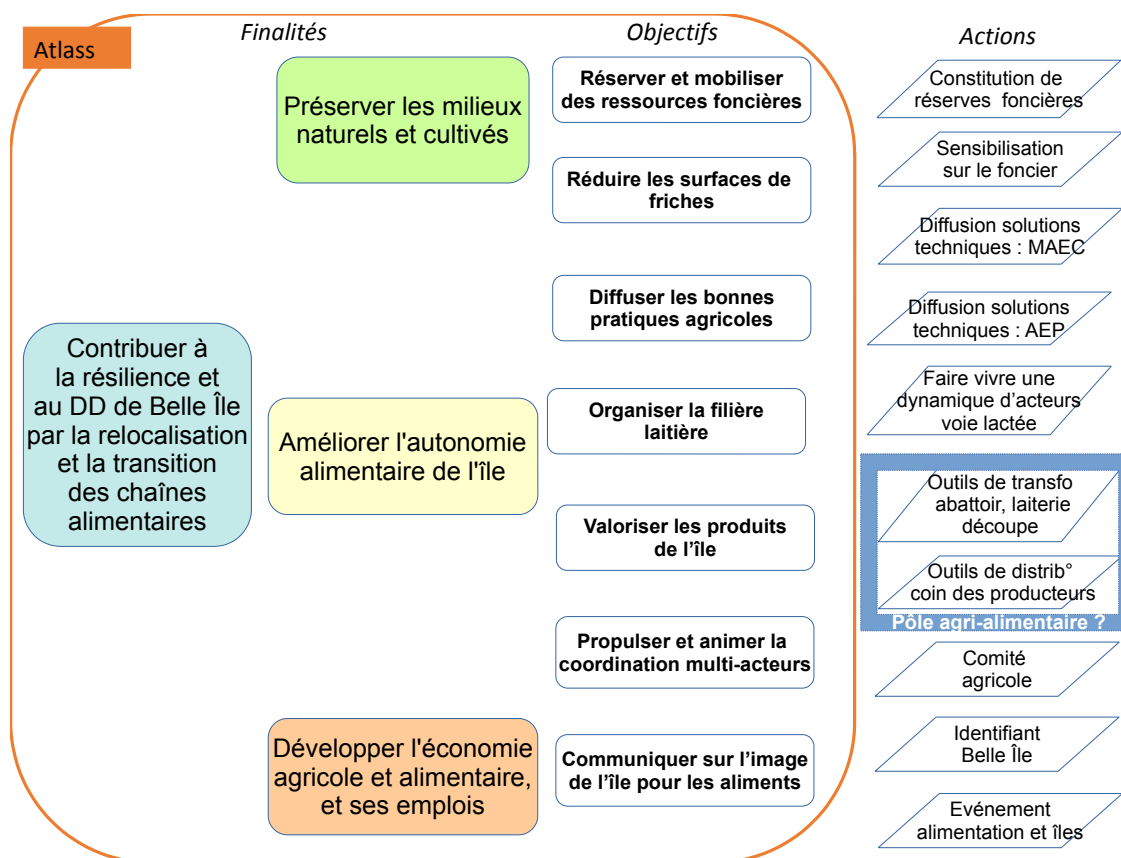 Atlass
Finalités
Objectifs
Actions
Contribuer à
la résilience et
au DD de Belle Île
par la relocalisation
et la transition
des chaînes
alimentaires
Préserver les milieux
naturels et cultivés
Améliorer l'autonomie
alimentaire de l'île
Développer l'économie
agricole et alimentaire,
et ses emplois
Réserver et mobiliser
des ressources foncières
Réduire les surfaces de
friches
Diffuser les bonnes
pratiques agricoles
Organiser la filière
laitière
Valoriser les produits
de l’île
Propulser et animer la
coordination multi-acteurs
Communiquer sur l’image
de l’île pour les aliments
Constitution de
réserves foncières
Sensibilisation
sur le foncier
Diffusion solutions
techniques : MAEC
Diffusion solutions
techniques : AEP
Faire vivre une
dynamique d’acteurs
voie lactée
Outils de transfo
abattoir, laiterie
découpe
Outils de distrib°
coin des producteurs
Pôle agri-alimentaire ?
Comité
agricole
Identifiant
Belle Île
Evénement
alimentation et îles